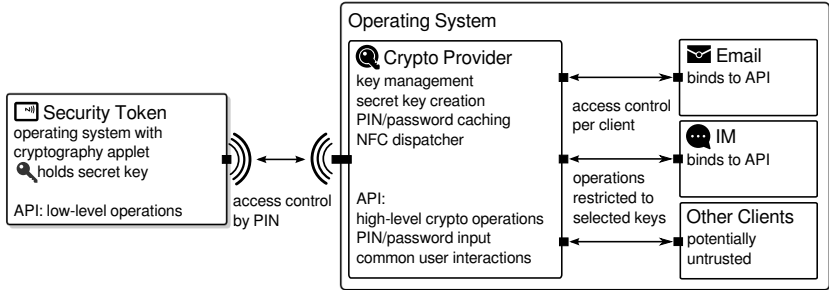 Operating System
Crypto Provider
key management
secret key creation
PIN/password caching
NFC dispatcher
API:
high-level crypto operations
PIN/password input
common user interactions
Security Token
operating system with
cryptography applet
holds secret key
API: low-level operations
access control
by PIN
access control
per client
operations
restricted to
selected keys
Email
binds to API
IM
binds to API
Other Clients
potentially
untrusted